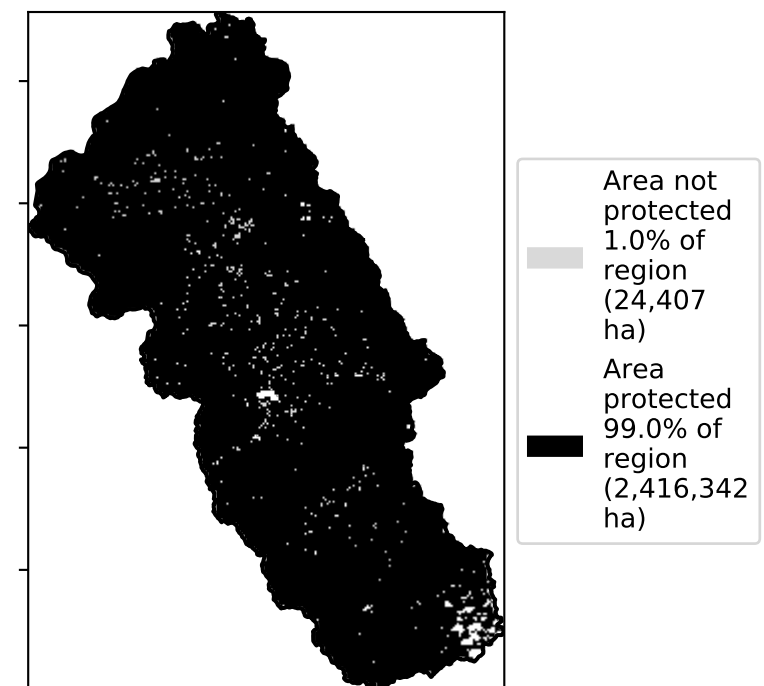 Area not
protected
1.0% of
region
(24,407
ha)
Area
protected
99.0% of
region
(2,416,342
ha)